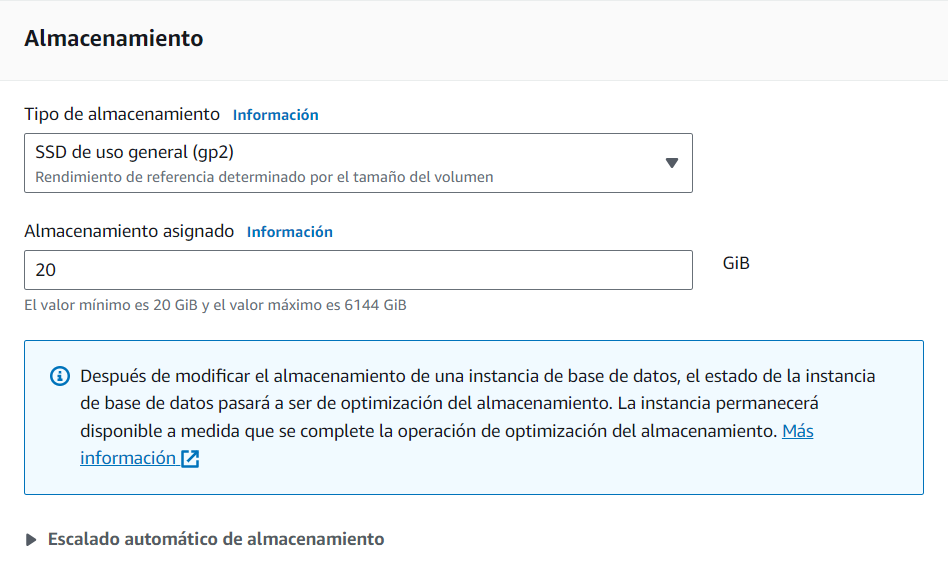 Almacenamiento
Tipo de almacenamiento Información
SSD de uso general (gp2)
Rendimiento de referencia determinado por el tamaño del volumen
Almacenamiento asignado Información
20
GiB
El valor mínimo es 20 GiB y el valor máximo es 6144 GiB
Después de modificar el almacenamiento de una instancia de base de datos, el estado de la instancia
de base de datos pasará a ser de optimización del almacenamiento. La instancia permanecerá
disponible a medida que se complete la operación de optimización del almacenamiento. Más
información
Escalado automático de almacenamiento